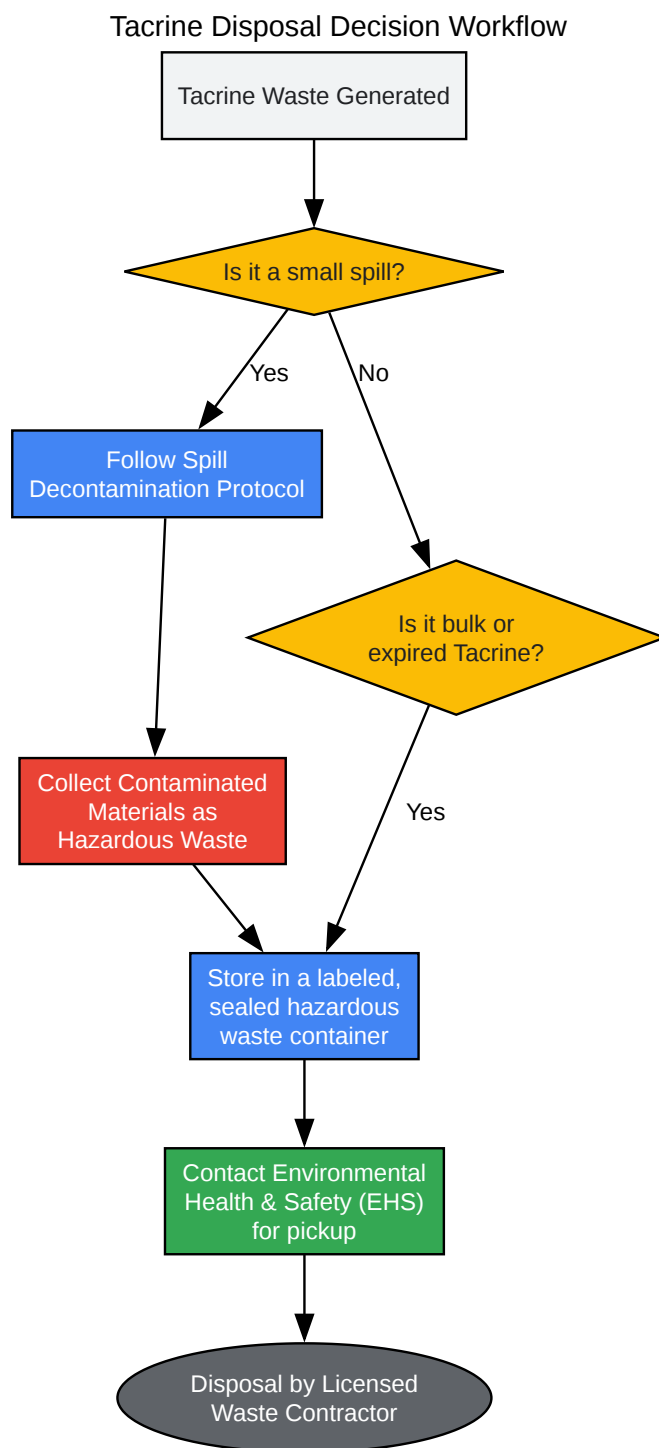 Tacrine Disposal Decision Workflow
Tacrine Waste Generated
Is it a small spill?
Yes
No
Follow Spill
Decontamination Protocol
Is it bulk or
expired Tacrine?
Collect Contaminated
Materials as
Hazardous Waste
Yes
Store in a labeled,
sealed hazardous
waste container
Contact Environmental
Health & Safety (EHS)
for pickup
Disposal by Licensed
Waste Contractor